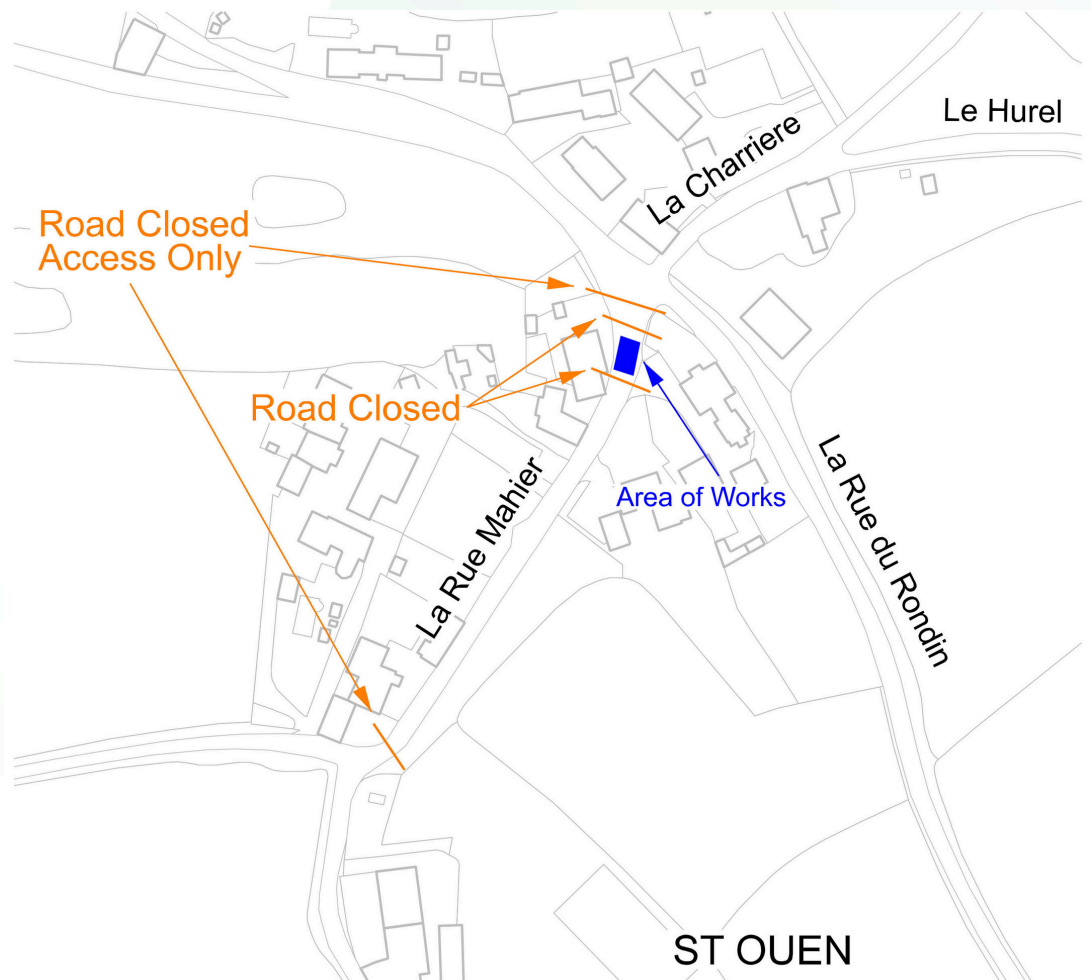 Le Hurel
La Charriere
Road Closed
Access Only
Road Closed
Area of Works
La Rue Mahier
La Rue du Rondin
ST OUEN